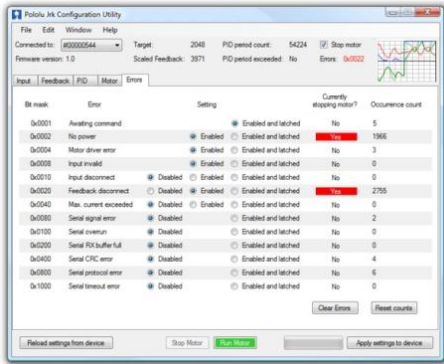 Pololu Jrk Configuration Utility
File Edit Window Help
Connected to: #00000544 Target: 2048 PID period count: 54224 Stop motor
Firmware version: 1.0 Scaled Feedback: 3971 PID period exceeded: No Errors: 0x0022
Input Feedback PID Motor Errors
Currently
Bit mask Error Setting stopping motor? Occurrence count
0x0001 Awaiting command Enabled and latched No 5
0x0002 No power Enabled Enabled and latched Yes 1966
0x0004 Motor driver error Enabled Enabled and latched No 3
0x0008 Input invalid Enabled Enabled and latched No 0
0x0010 Input disconnect Disabled Enabled Enabled and latched No 0
0x0020 Feedback disconnect Disabled Enabled Enabled and latched Yes 2755
0x0040 Max. current exceeded Disabled Enabled Enabled and latched No 0
0x0080 Serial signal error Disabled Enabled and latched No 2
0x0100 Serial overrun Disabled Enabled and latched No 0
0x0200 Serial RX buffer full Disabled Enabled and latched No 0
0x0400 Serial CRC error Disabled Enabled and latched No 4
0x0800 Serial protocol error Disabled Enabled and latched No 6
0x1000 Serial timeout error Disabled Enabled and latched No 0
Clear Errors Reset counts
Reload settings from device Stop Motor Run Motor Apply settings to device